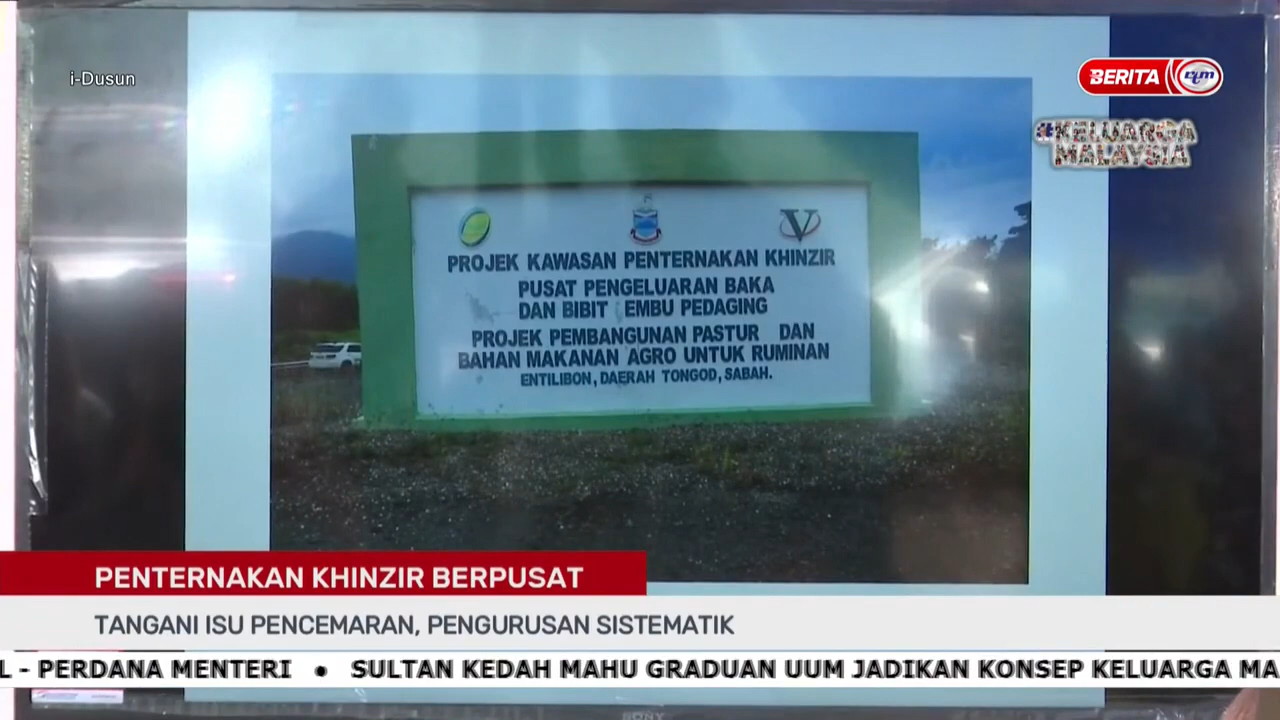 i-Dusun
BERITA rtm
#KELUARGA
MALAYSIA
V
PROJEK KAWASAN PENTERNAKAN KHINZIR
PUSAT PENGELUARAN BAKA
DAN BIBIT EMBU PEDAGING
PROJEK PEMBANGUNAN PASTUR DAN
BAHAN MAKANAN AGRO UNTUK RUMINAN
ENTILIBON, DAERAH TONGOD, SABAH.
PENTERNAKAN KHINZIR BERPUSAT
TANGANI ISU PENCEMARAN, PENGURUSAN SISTEMATIK
L - PERDANA MENTERI • SULTAN KEDAH MAHU GRADUAN UUM JADIKAN KONSEP KELUARGA MA
SONY